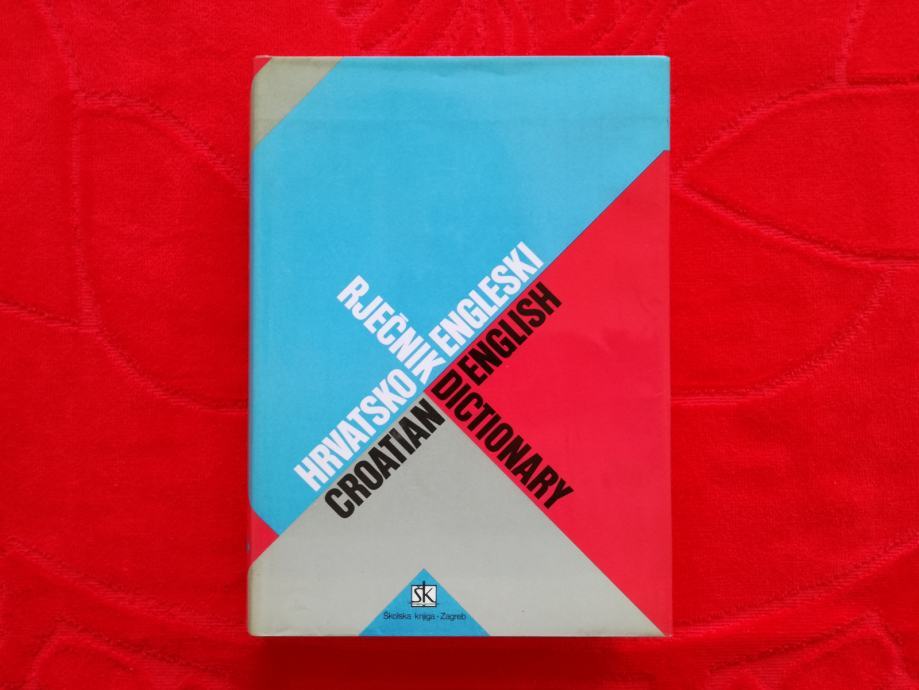 HRVATSKO ENGLESKI
RJEČNIK
CROATIAN ENGLISH
DICTIONARY
ŠK
Školska knjiga - Zagreb